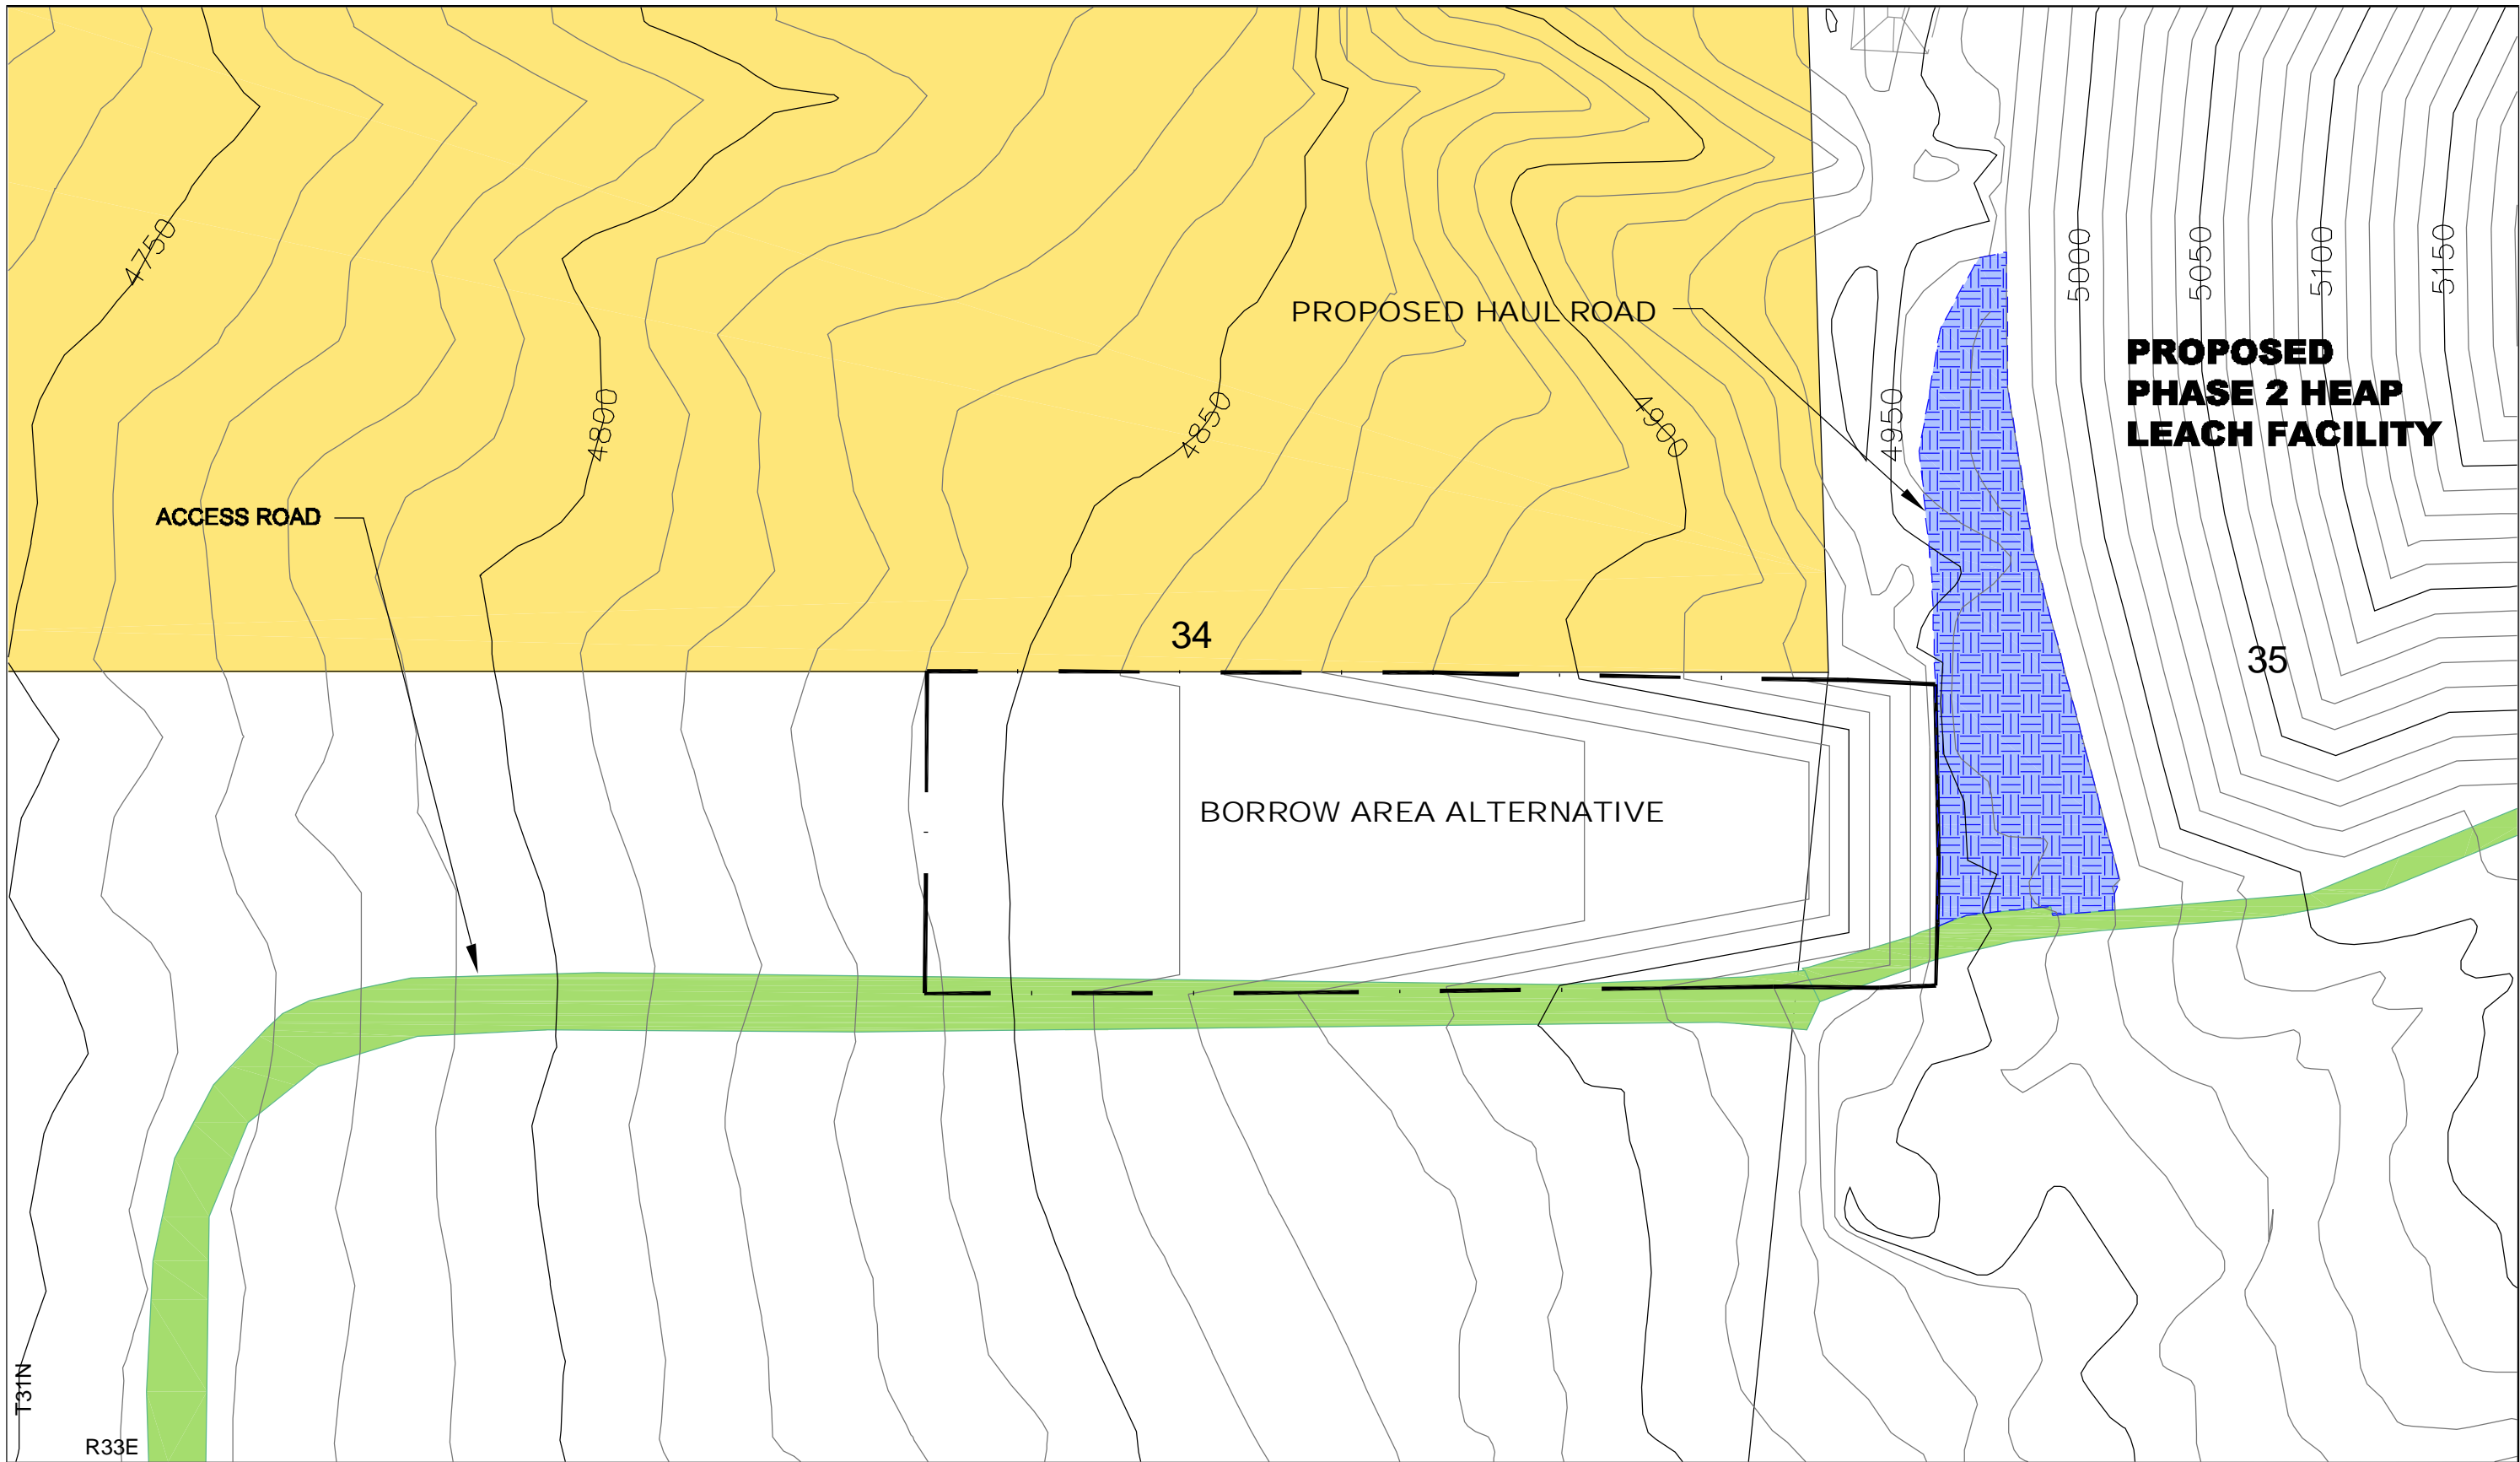 4750
5000
5050
5100
5150
PROPOSED HAUL ROAD
PROPOSED
PHASE 2 HEAP
LEACH FACILITY
4800
4850
4900
4950
ACCESS ROAD
34
35
BORROW AREA ALTERNATIVE
T31N
R33E